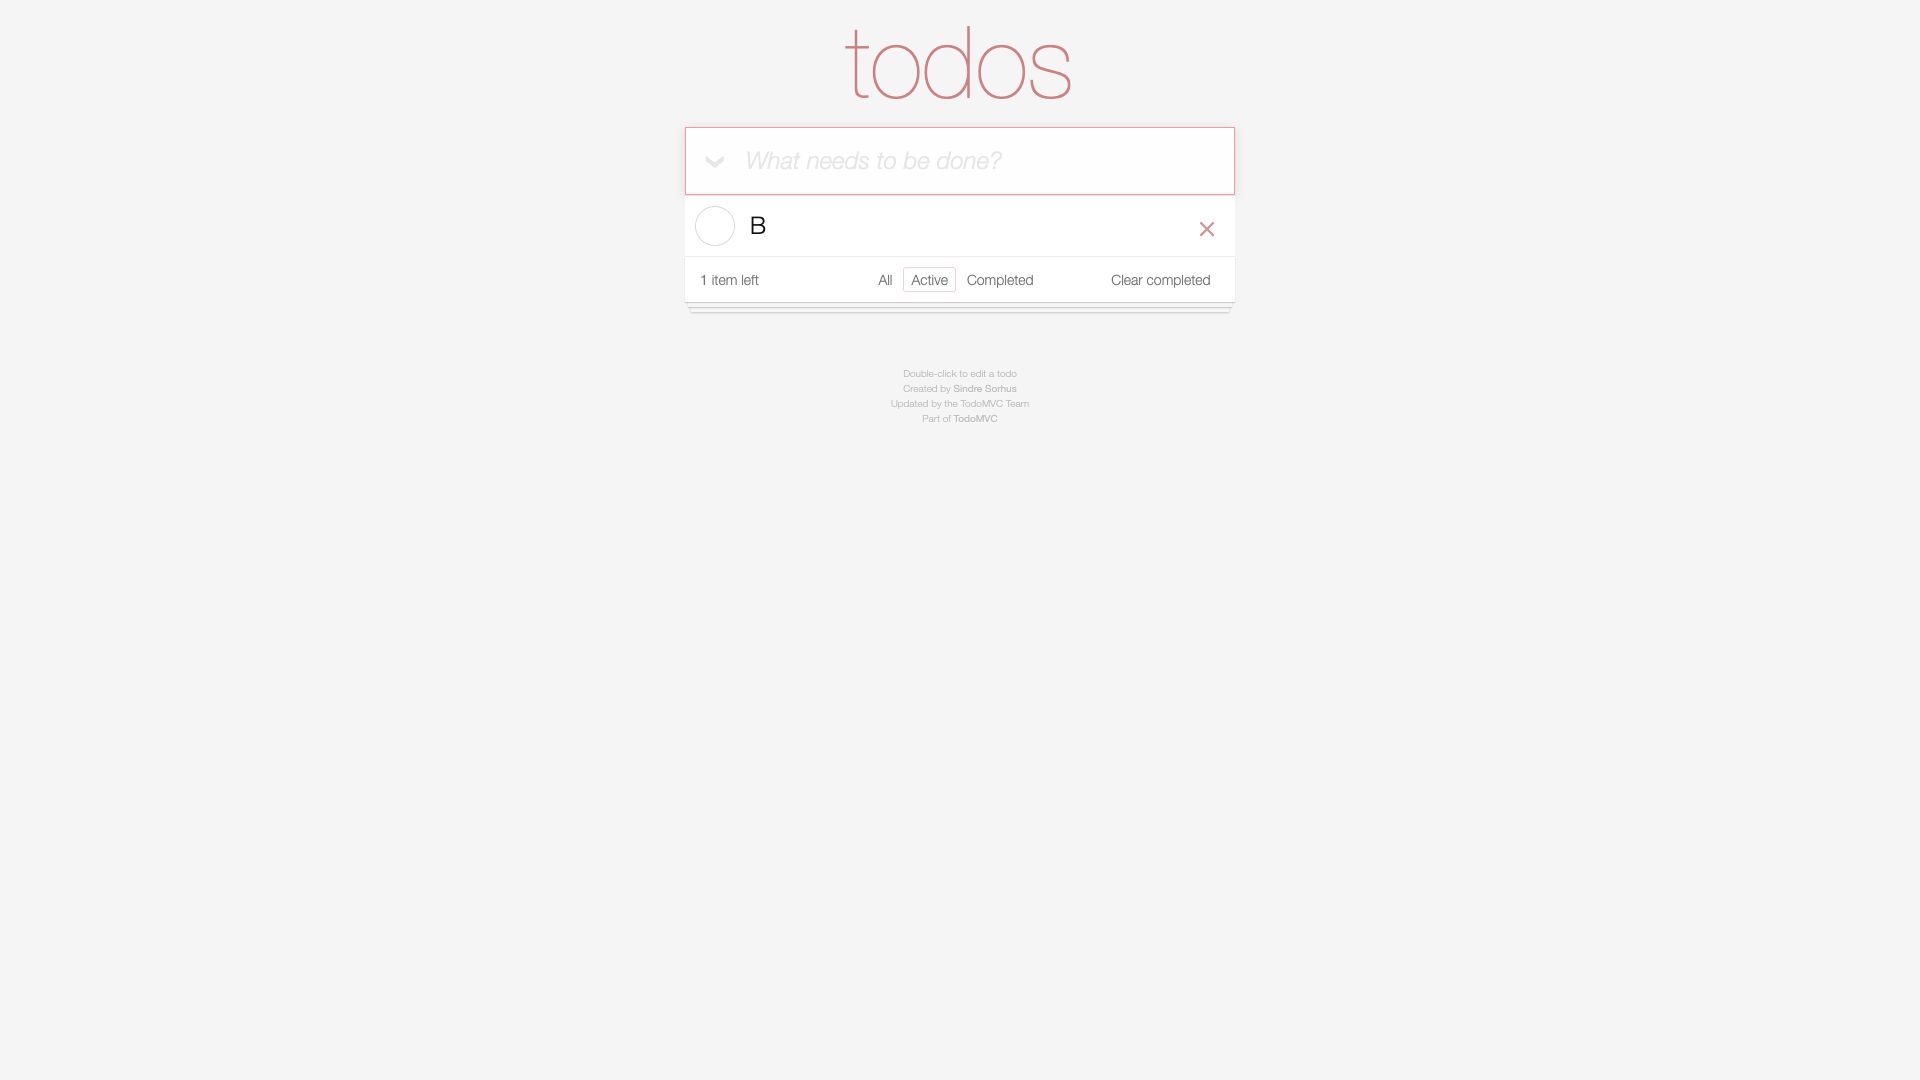 todos
What needs to be done?
B
1 item left All Active Completed Clear completed
Double-click to edit a todo
Created by Sindre Sorhus
Updated by the TodoMVC Team
Part of TodoMVC